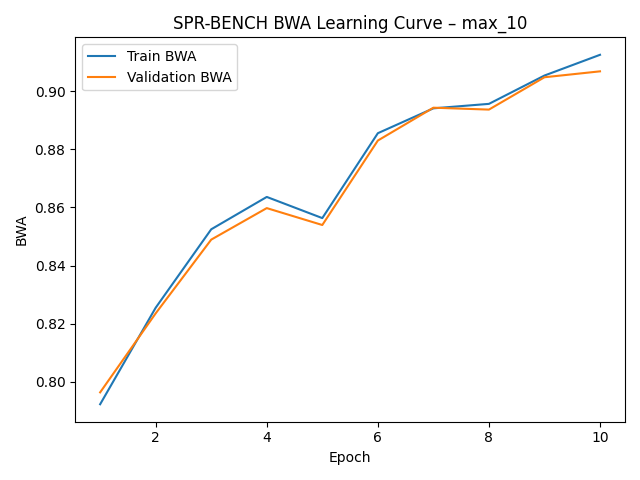 SPR-BENCH BWA Learning Curve – max_10
Train BWA
Validation BWA
BWA
0.90
0.88
0.86
0.84
0.82
0.80
2 4 6 8 10
Epoch